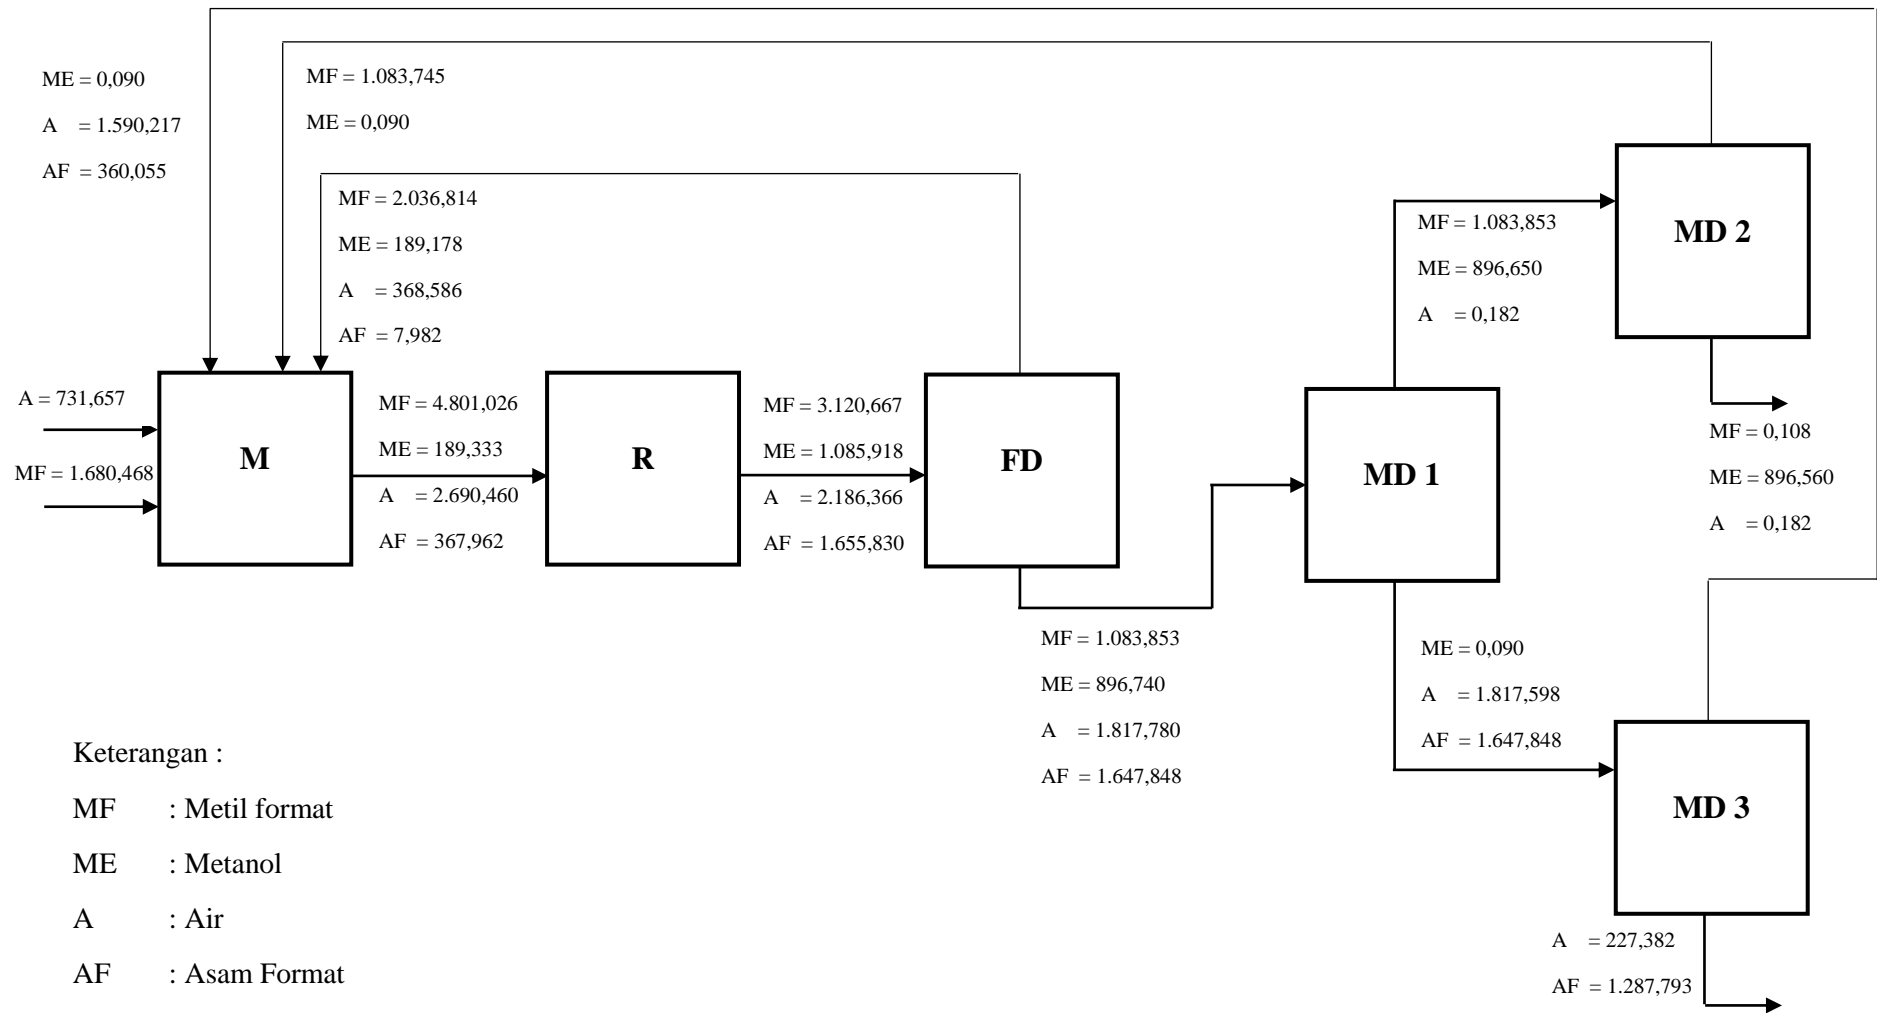 ME = 0,090
A = 1.590,217
AF = 360,055
MF = 1.083,745
ME = 0,090
MF = 2.036,814
ME = 189,178
A = 368,586
AF = 7,982
MF = 1.083,853
ME = 896,650
A = 0,182
MD 2
A = 731,657
MF = 1.680,468
M
MF = 4.801,026
ME = 189,333
A = 2.690,460
AF = 367,962
R
MF = 3.120,667
ME = 1.085,918
A = 2.186,366
AF = 1.655,830
FD
MD 1
MF = 0,108
ME = 896,560
A = 0,182
MF = 1.083,853
ME = 896,740
A = 1.817,780
AF = 1.647,848
ME = 0,090
A = 1.817,598
AF = 1.647,848
MD 3
A = 227,382
AF = 1.287,793
Keterangan :
MF : Metil format
ME : Metanol
A : Air
AF : Asam Format